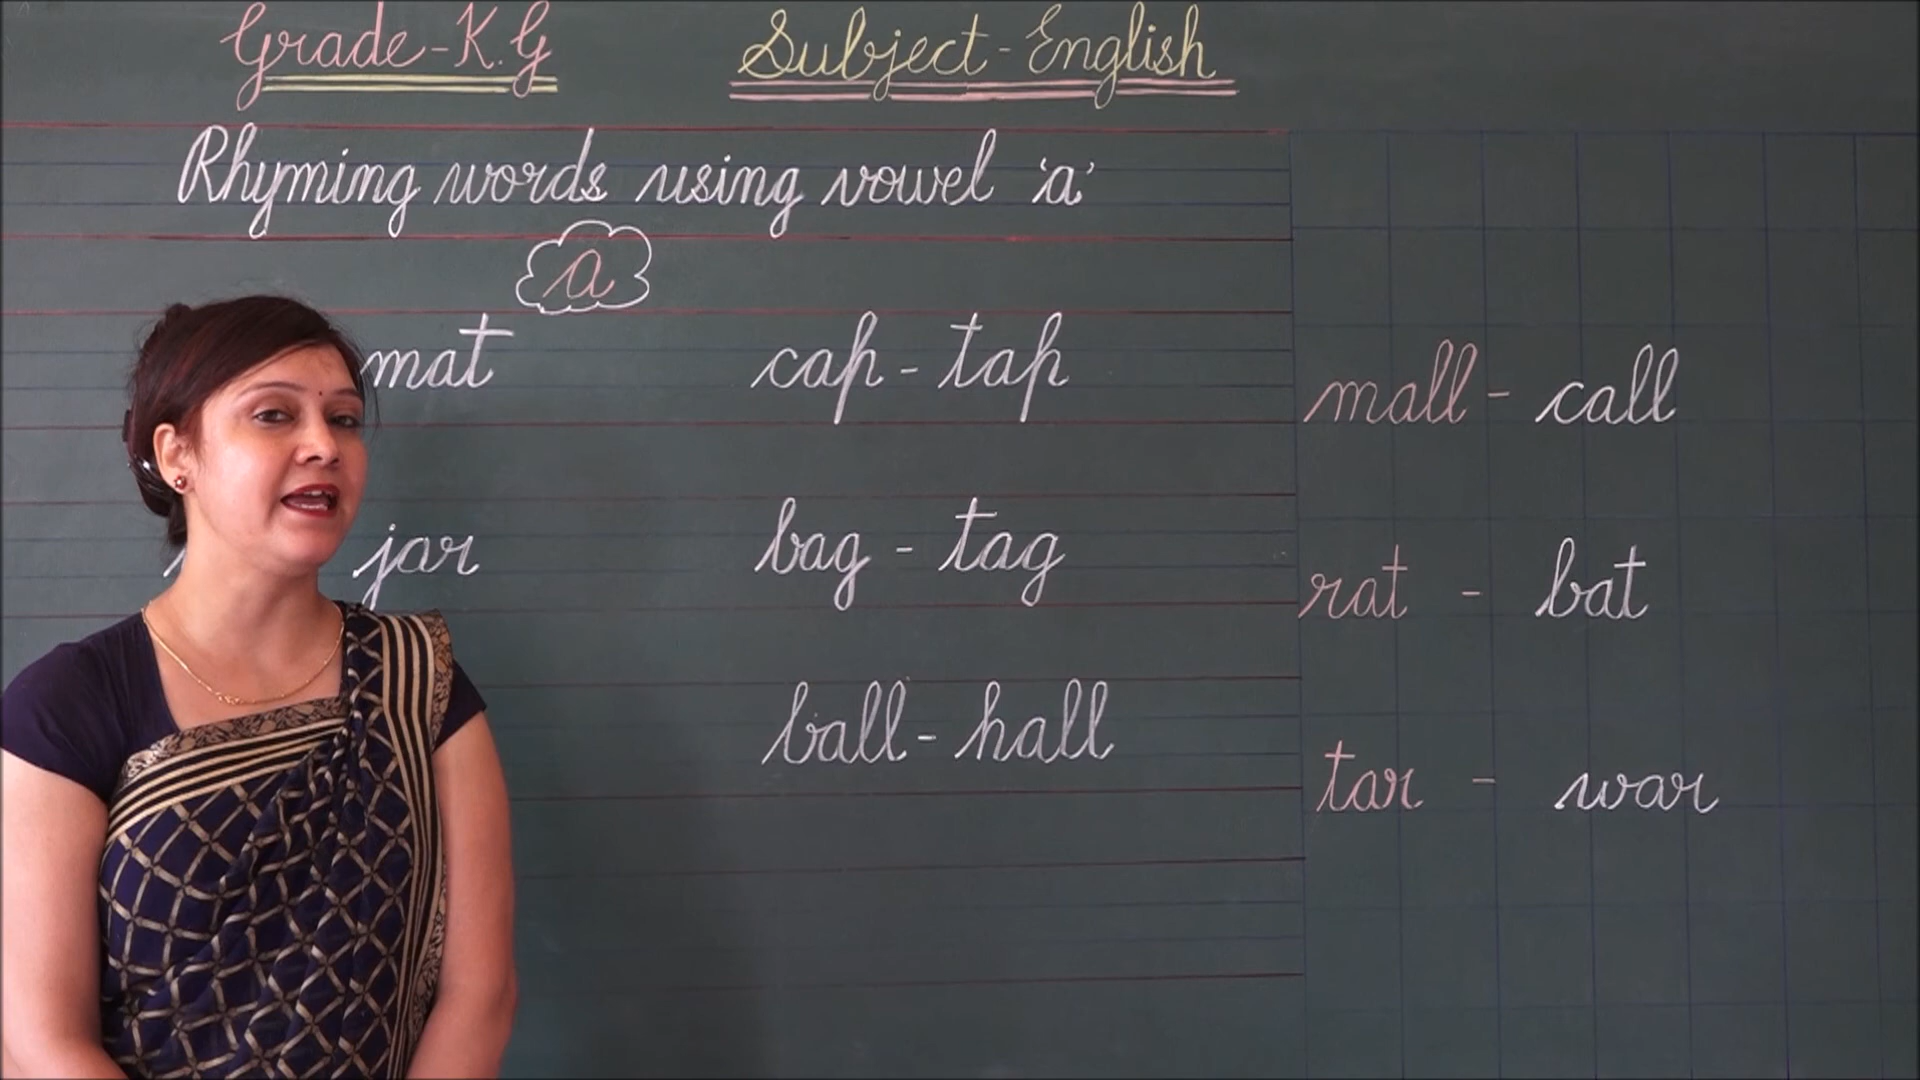 Grade-K.G Subject-English
Rhyming words using vowel 'a'
a
mat cap - tap
mall - call
jar bag - tag
rat - bat
ball - hall
tar - war